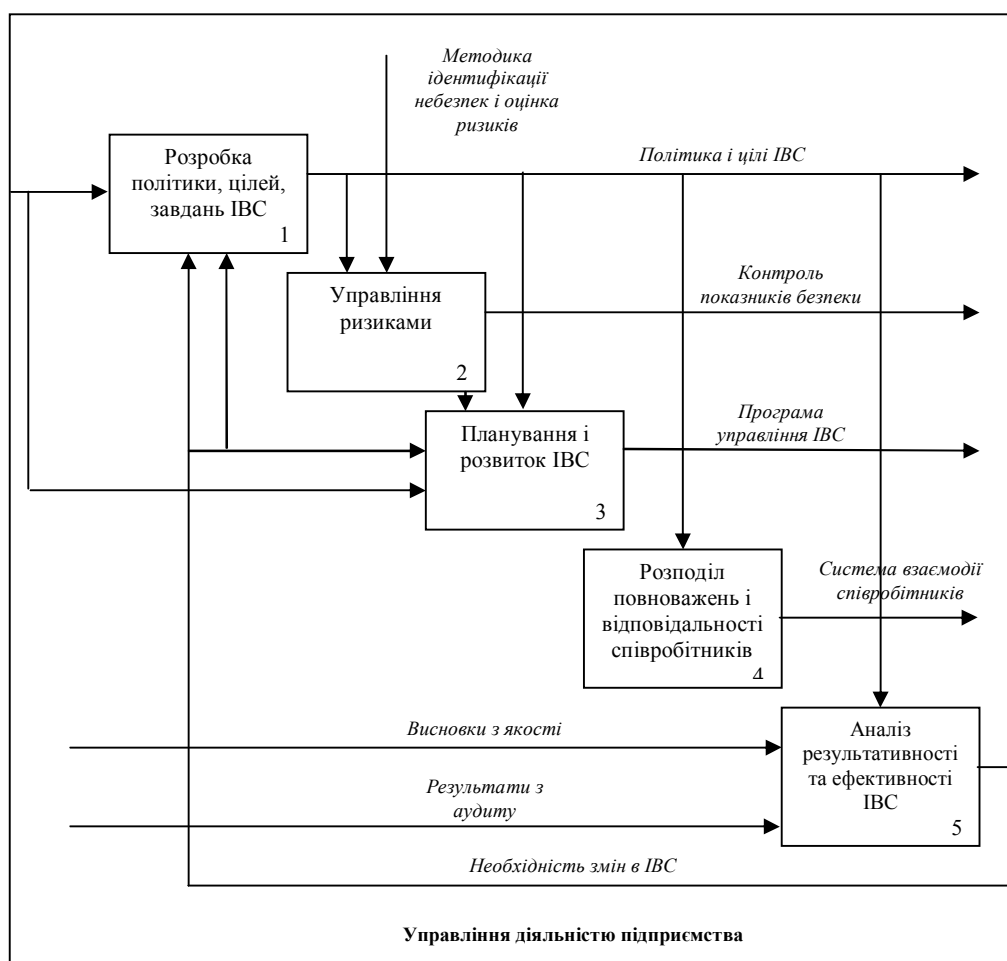 Методика
ідентифікації
небезпек і оцінка
ризиків
Розробка
політики, цілей,
завдань ІВС
1
Політика і цілі ІВС
Управління
ризиками
2
Контроль
показників безпеки
Планування і
розвиток ІВС
3
Програма
управління ІВС
Розподіл
повноважень і
відповідальності
співробітників
4
Система взаємодії
співробітників
Висновки з якості
Результати з
аудиту
Аналіз
результативності
та ефективності
ІВС
5
Необхідність змін в ІВС
Управління діяльністю підприємства